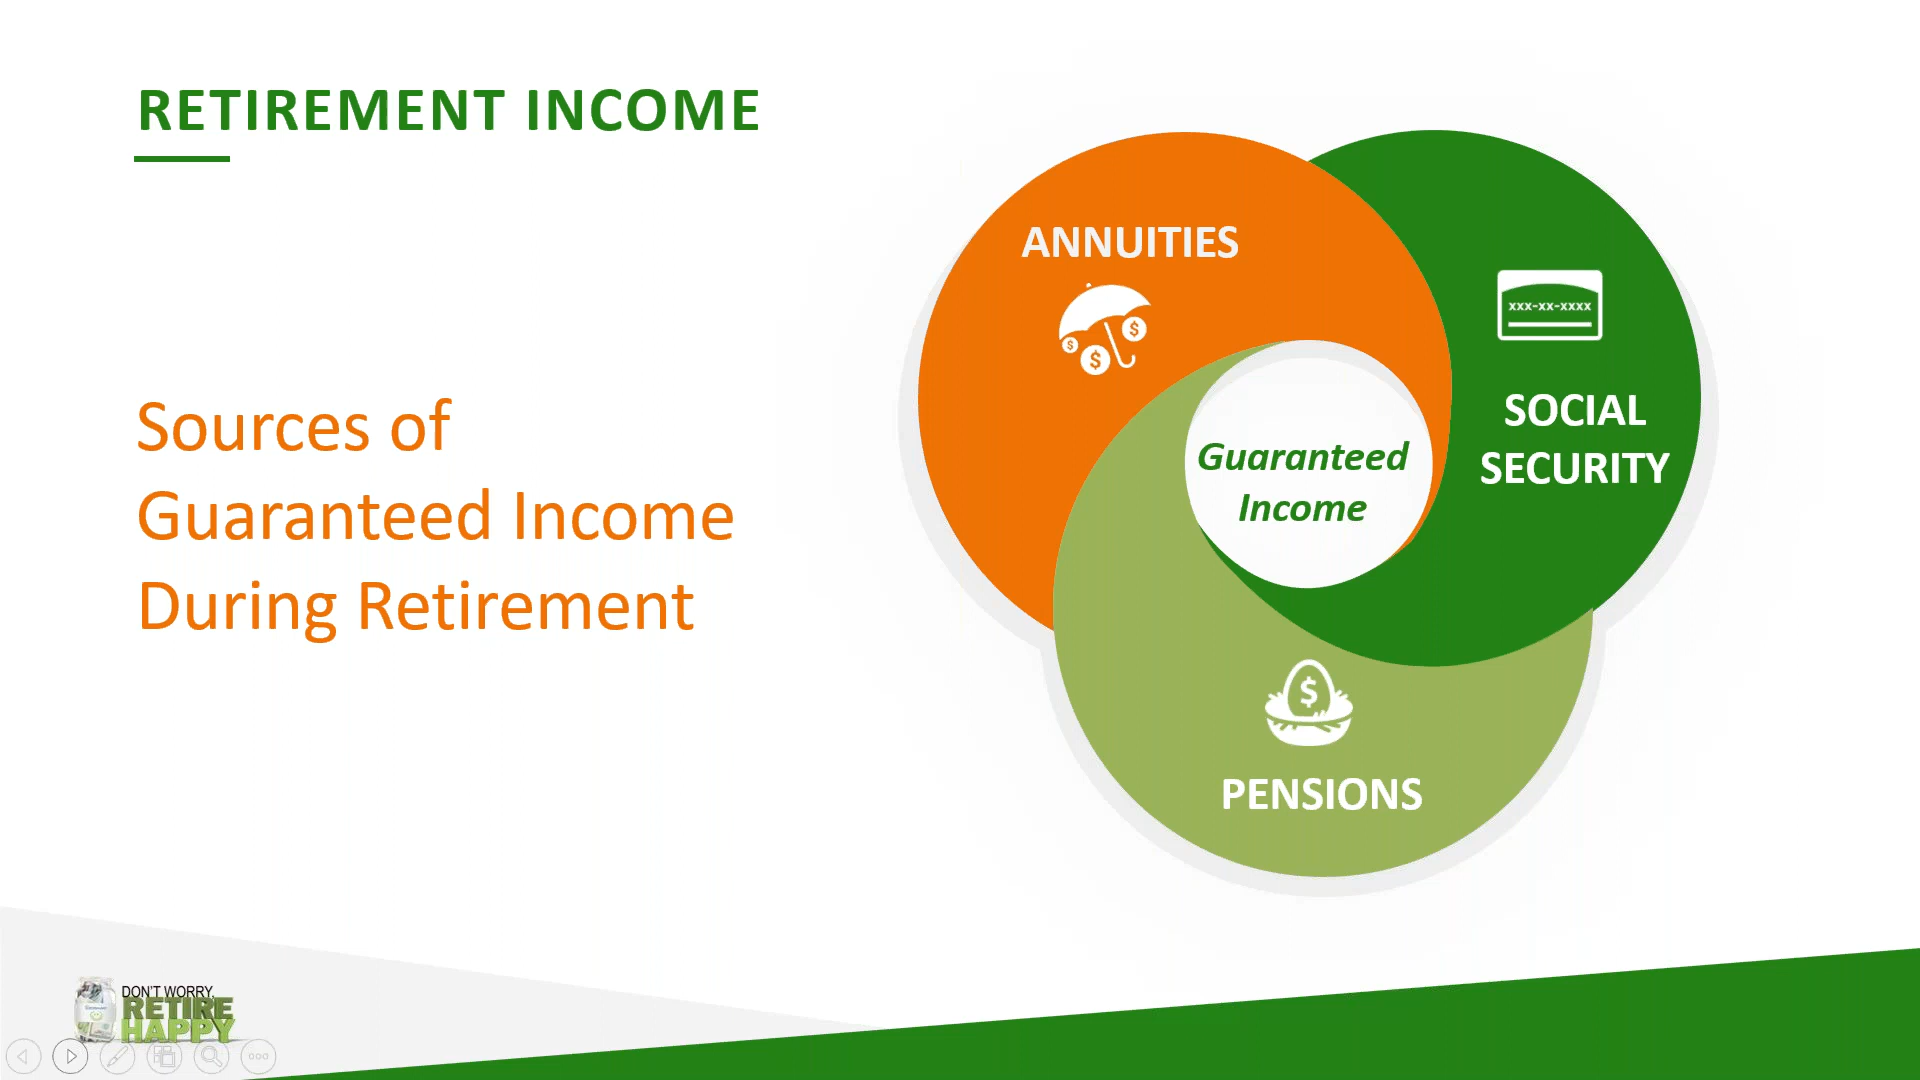 RETIREMENT INCOME
Sources of
Guaranteed Income
During Retirement
ANNUITIES
$
$
$
xxx-xx-xxxx
SOCIAL
SECURITY
Guaranteed
Income
$
PENSIONS
DON'T WORRY,
RETIRE
HAPPY